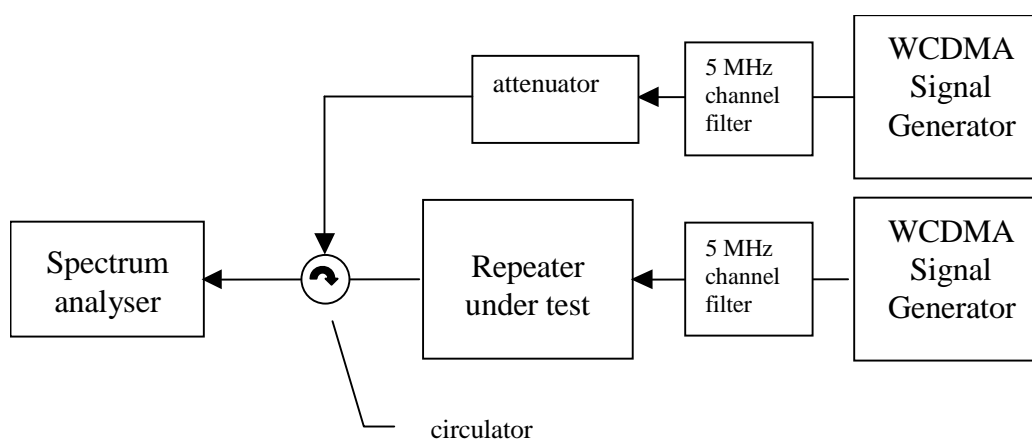 attenuator
5 MHz
channel
filter
WCDMA
Signal
Generator
Spectrum
analyser
Repeater
under test
5 MHz
channel
filter
WCDMA
Signal
Generator
circulator